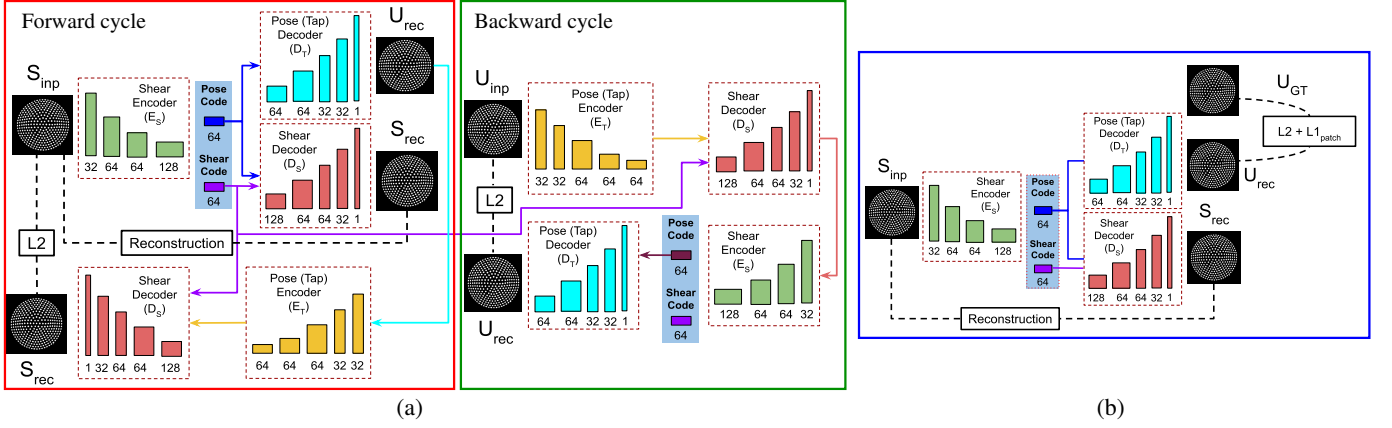 Forward cycle
S_inp
Shear
Encoder
(E_S)
32 64 64 128
Pose
Code
64
Shear
Code
64
Pose (Tap)
Decoder
(D_T)
64 64 32 32 1
U_rec
Shear
Decoder
(D_S)
128 64 64 32 1
S_rec
L2
Reconstruction
Shear
Decoder
(D_S)
1 32 64 64 128
Pose (Tap)
Encoder
(E_T)
64 64 64 32 32
S_rec
Backward cycle
U_inp
Pose (Tap)
Encoder
(E_T)
32 32 64 64 64
Shear
Decoder
(D_S)
128 64 64 32 1
L2
Pose (Tap)
Decoder
(D_T)
64 64 32 32 1
Pose
Code
64
Shear
Code
64
Shear
Encoder
(E_S)
128 64 64 32
U_rec
(a)
S_inp
Shear
Encoder
(E_S)
32 64 64 128
Pose
Code
64
Shear
Code
64
Pose (Tap)
Decoder
(D_T)
64 64 32 32 1
Shear
Decoder
(D_S)
128 64 64 32 1
U_GT
L2 + L1_patch
U_rec
S_rec
Reconstruction
(b)